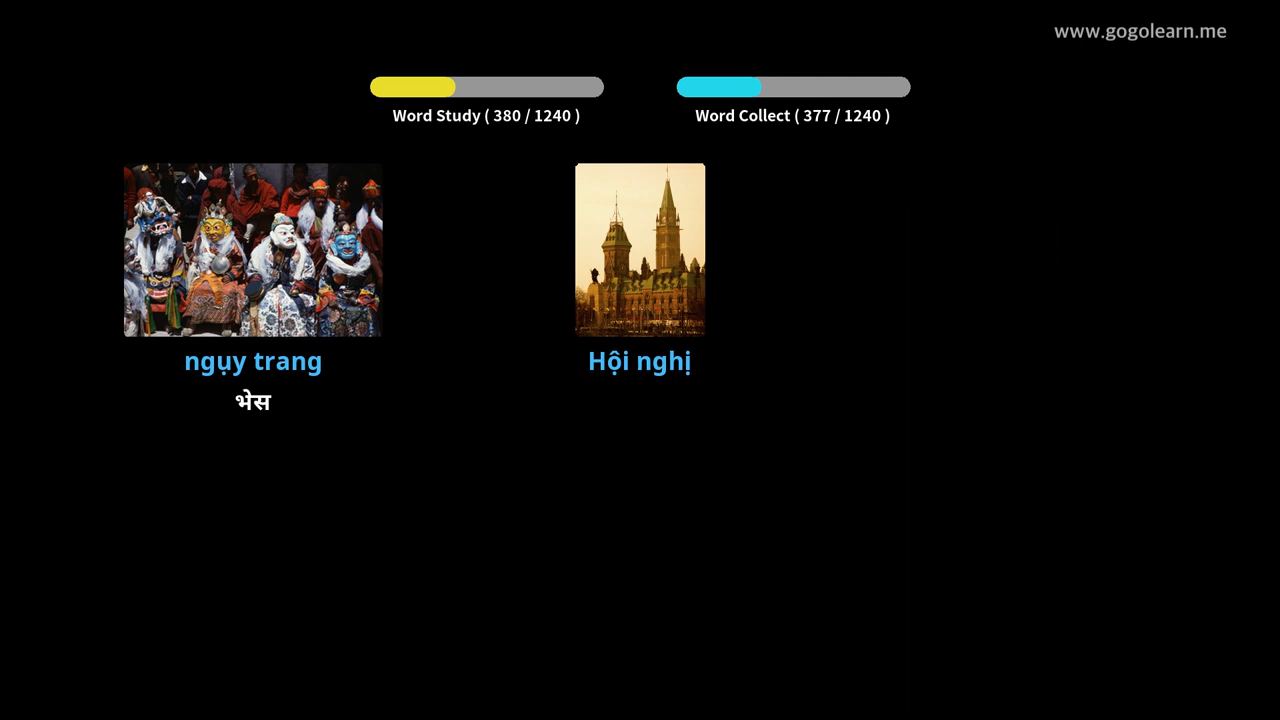 www.gogolearn.me
Word Study ( 380 / 1240 )
Word Collect ( 377 / 1240 )
ngụy trang
Hội nghị
भेस